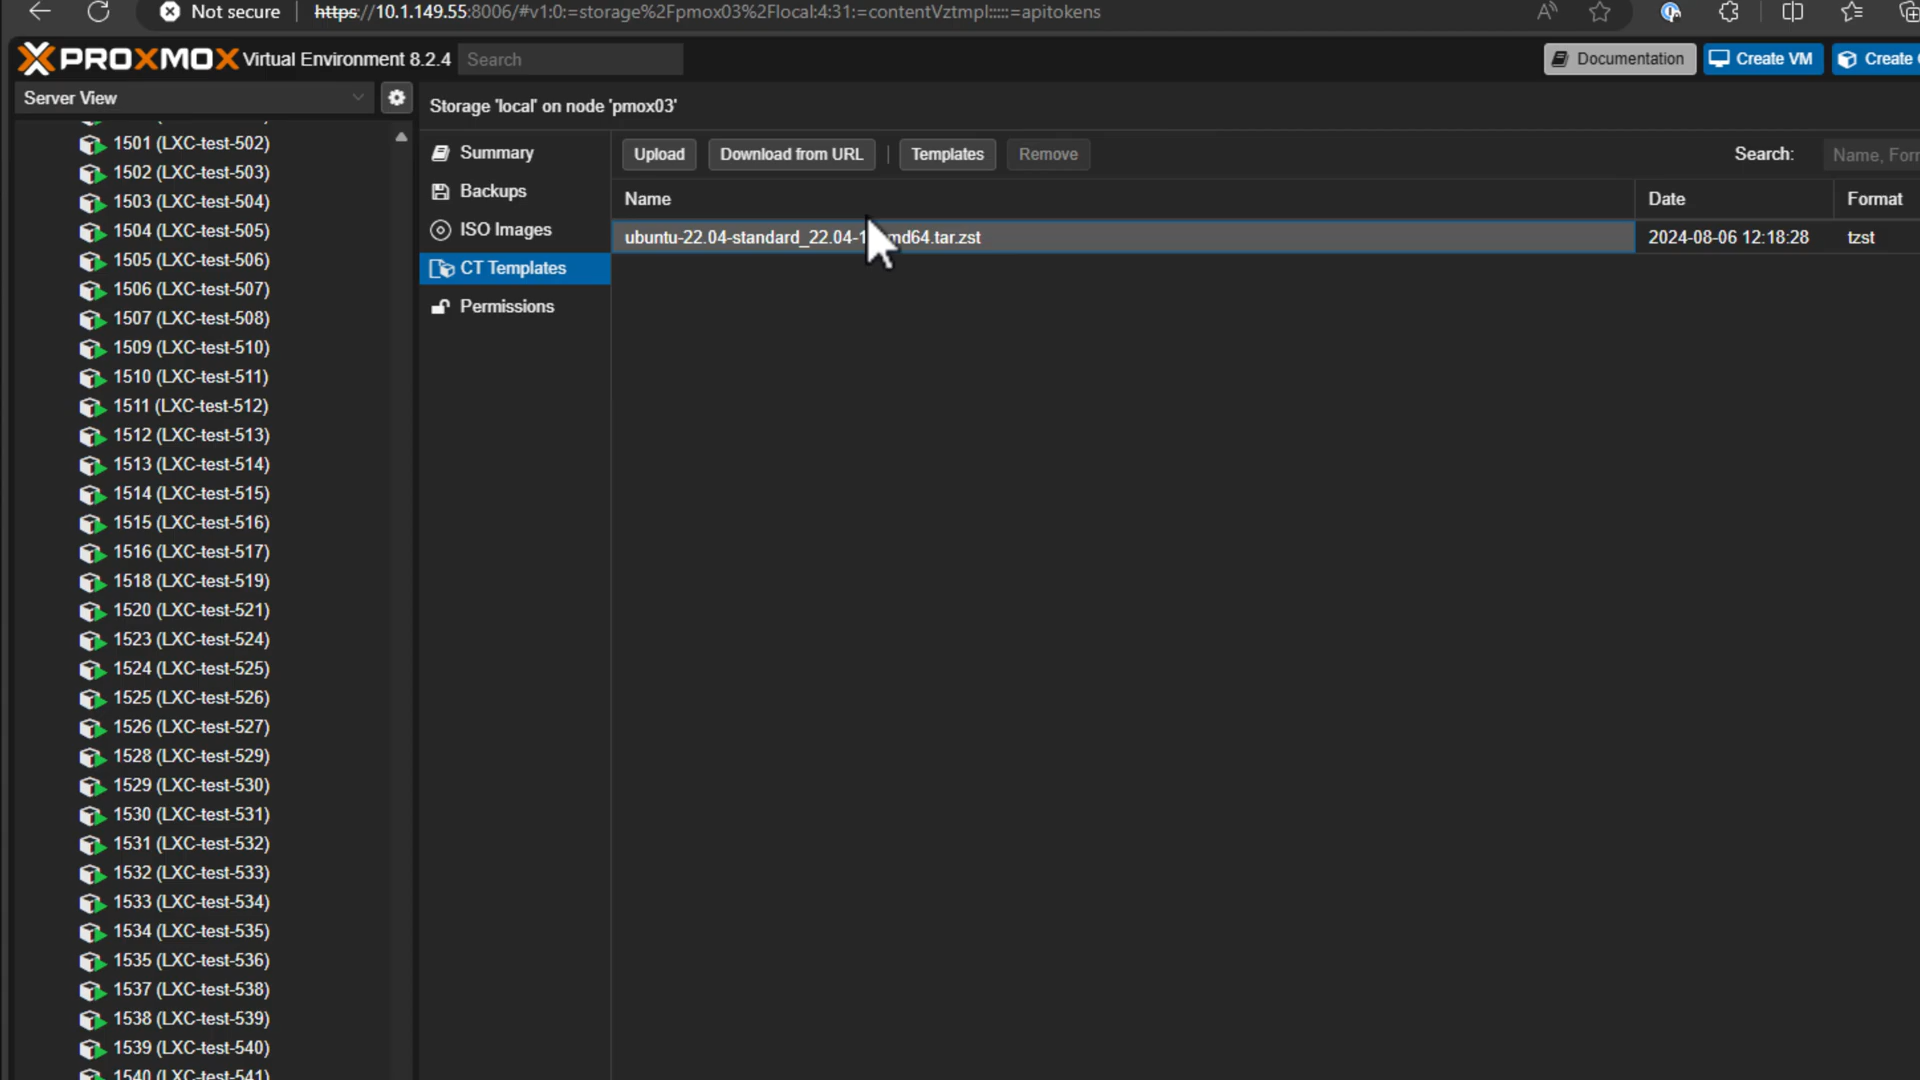 Not secure https://10.1.149.55:8006/#v1:0:=storage%2Fpmox03%2Flocal:4:31:=contentVztmpl:::::=apitokens
PROXMOX Virtual Environment 8.2.4 Search Documentation Create VM Create
Server View
Storage 'local' on node 'pmox03'
1501 (LXC-test-502)
1502 (LXC-test-503)
1503 (LXC-test-504)
1504 (LXC-test-505)
1505 (LXC-test-506)
1506 (LXC-test-507)
1507 (LXC-test-508)
1509 (LXC-test-510)
1510 (LXC-test-511)
1511 (LXC-test-512)
1512 (LXC-test-513)
1513 (LXC-test-514)
1514 (LXC-test-515)
1515 (LXC-test-516)
1516 (LXC-test-517)
1518 (LXC-test-519)
1520 (LXC-test-521)
1523 (LXC-test-524)
1524 (LXC-test-525)
1525 (LXC-test-526)
1526 (LXC-test-527)
1528 (LXC-test-529)
1529 (LXC-test-530)
1530 (LXC-test-531)
1531 (LXC-test-532)
1532 (LXC-test-533)
1533 (LXC-test-534)
1534 (LXC-test-535)
1535 (LXC-test-536)
1537 (LXC-test-538)
1538 (LXC-test-539)
1539 (LXC-test-540)
1540 (LXC-test-541)
Summary
Backups
ISO Images
CT Templates
Permissions
Upload Download from URL Templates Remove Search: Name, For
Name Date Format
ubuntu-22.04-standard_22.04-1 md64.tar.zst 2024-08-06 12:18:28 tzst